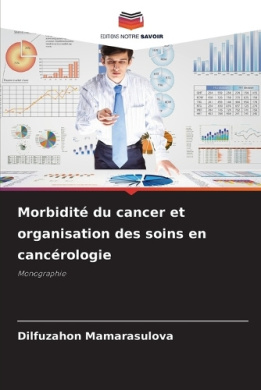 EDITIONS NOTRE SAVOIR
Morbidité du cancer et
organisation des soins en
cancérologie
Monographie
Dilfuzahon Mamarasulova